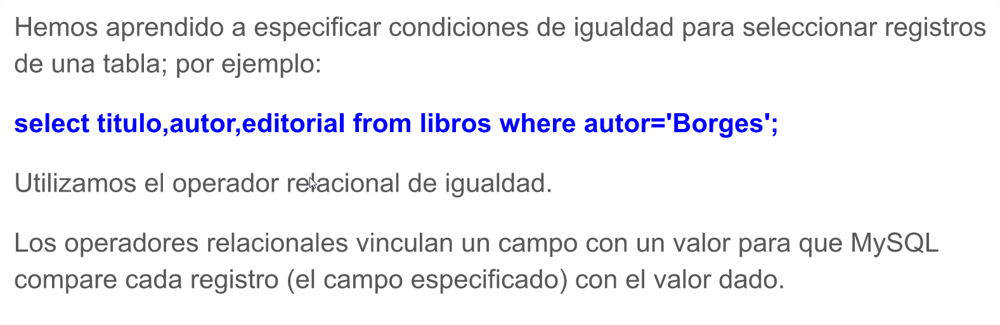 Hemos aprendido a especificar condiciones de igualdad para seleccionar registros
de una tabla; por ejemplo:
select titulo,autor,editorial from libros where autor='Borges';
Utilizamos el operador relacional de igualdad.
Los operadores relacionales vinculan un campo con un valor para que MySQL
compare cada registro (el campo especificado) con el valor dado.